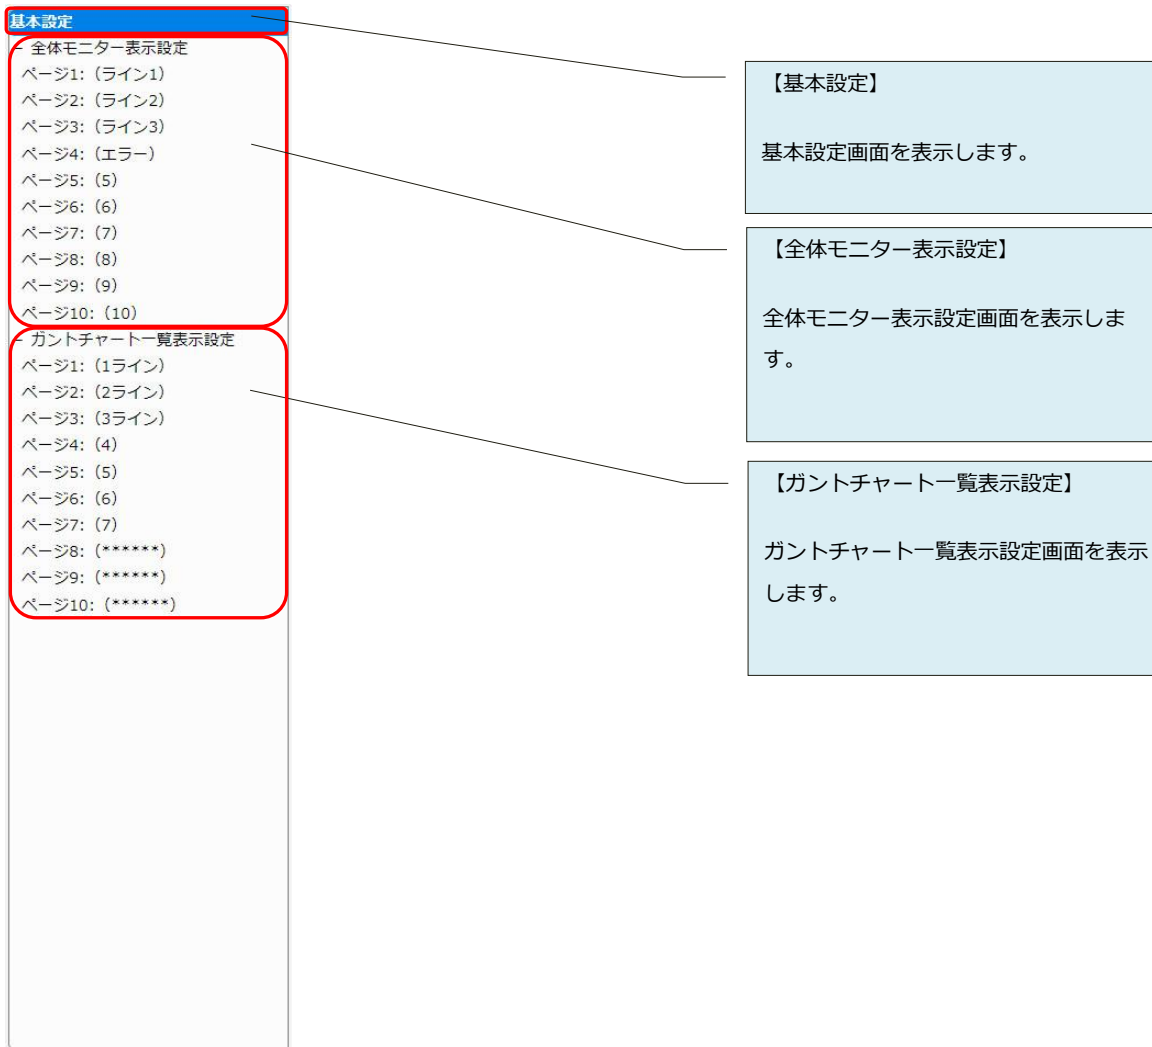 基本設定
− 全体モニター表示設定
ページ1:（ライン1）
ページ2:（ライン2）
ページ3:（ライン3）
ページ4:（エラー）
ページ5:（5）
ページ6:（6）
ページ7:（7）
ページ8:（8）
ページ9:（9）
ページ10:（10）
− ガントチャート一覧表示設定
ページ1:（1ライン）
ページ2:（2ライン）
ページ3:（3ライン）
ページ4:（4）
ページ5:（5）
ページ6:（6）
ページ7:（7）
ページ8:（******）
ページ9:（******）
ページ10:（******）
【基本設定】
基本設定画面を表示します。
【全体モニター表示設定】
全体モニター表示設定画面を表示しま
す。
【ガントチャート一覧表示設定】
ガントチャート一覧表示設定画面を表示
します。